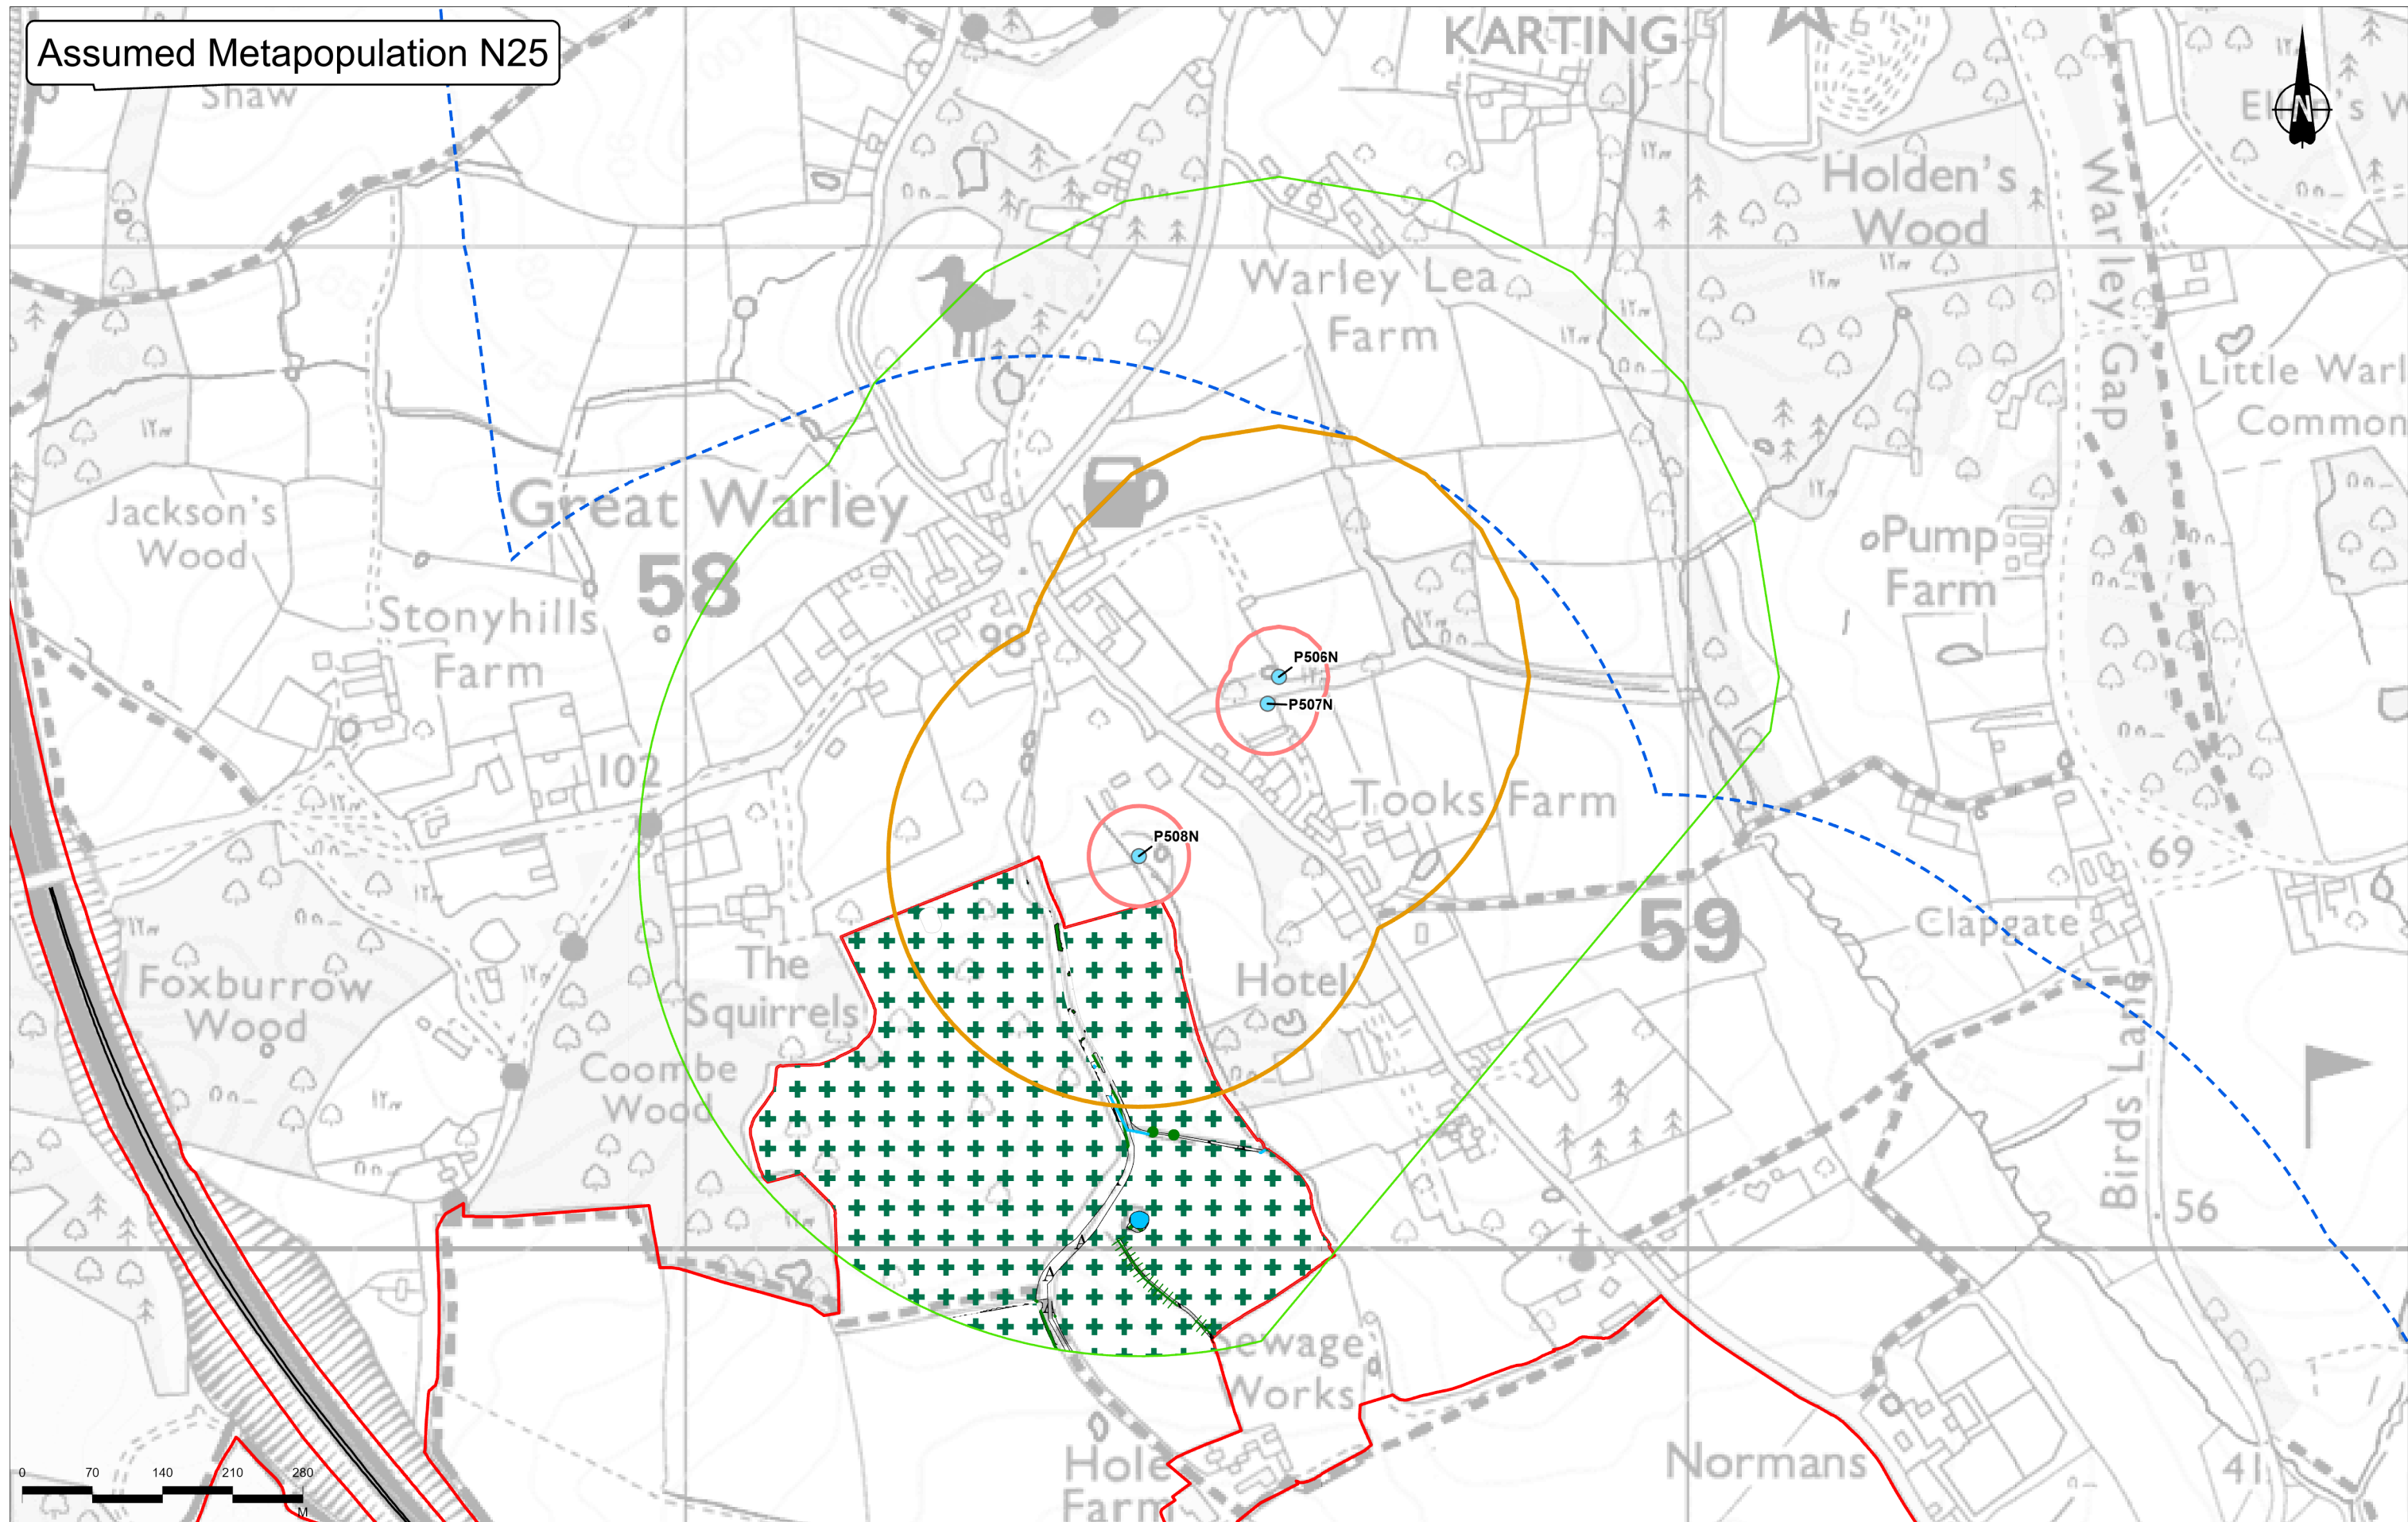 Assumed Metapopulation N25
Shaw
KARTING
N
Holden's
Wood
Warley Gap
Warley Lea
Farm
Little Warl
Common
Jackson's
Wood
Great Warley
58
Pump
Farm
Stonyhills
Farm
98
P506N
P507N
102
Tooks Farm
P508N
69
59
Clapgate
The
Squirrels
Hotel
Foxburrow
Wood
Coombe
Wood
Birds Lane
56
Sewage
Works
Hole
Farm
Normans
41
0 70 140 210 280
M